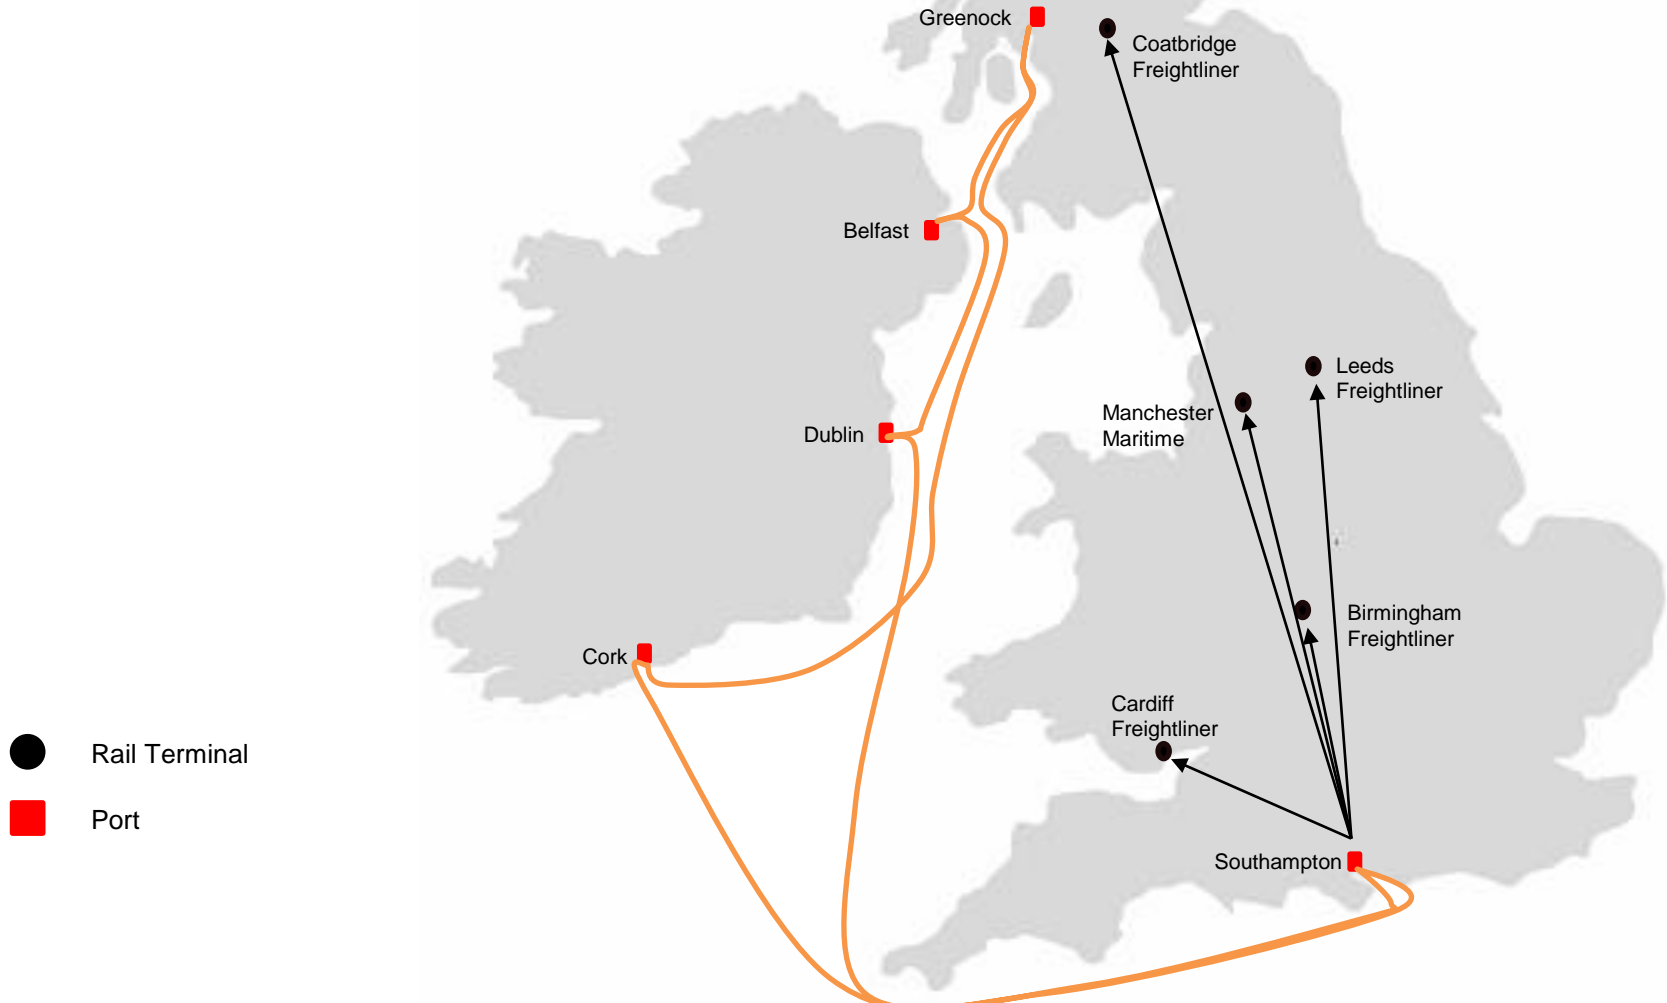 Greenock
Coatbridge
Freightliner
Belfast
Leeds
Freightliner
Manchester
Maritime
Dublin
Birmingham
Freightliner
Cork
Cardiff
Freightliner
Rail Terminal
Port
Southampton